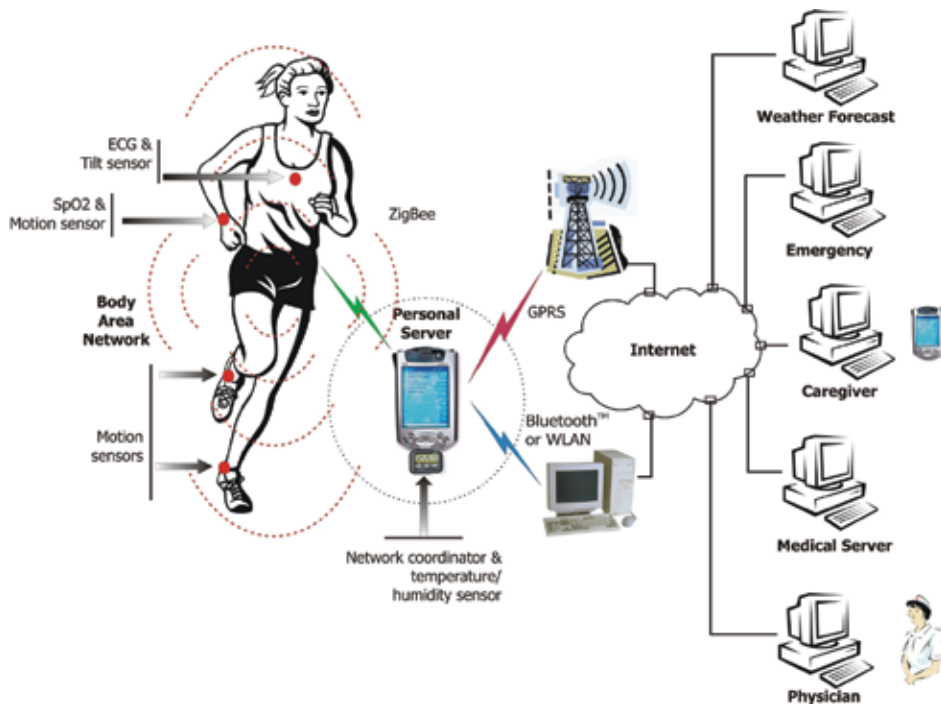 ECG &
Tilt sensor
SpO2 &
Motion sensor
Body
Area
Network
Motion
sensors
ZigBee
Personal
Server
Network coordinator &
temperature/
humidity sensor
GPRS
Bluetooth™
or WLAN
Internet
Weather Forecast
Emergency
Caregiver
Medical Server
Physician